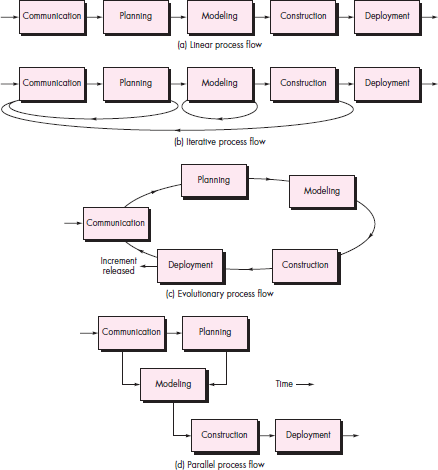 Communication Planning Modeling Construction Deployment
(a) Linear process flow
Communication Planning Modeling Construction Deployment
(b) Iterative process flow
Planning
Modeling
Communication
Increment
released
Deployment
Construction
(c) Evolutionary process flow
Communication Planning
Modeling
Time
Construction Deployment
(d) Parallel process flow